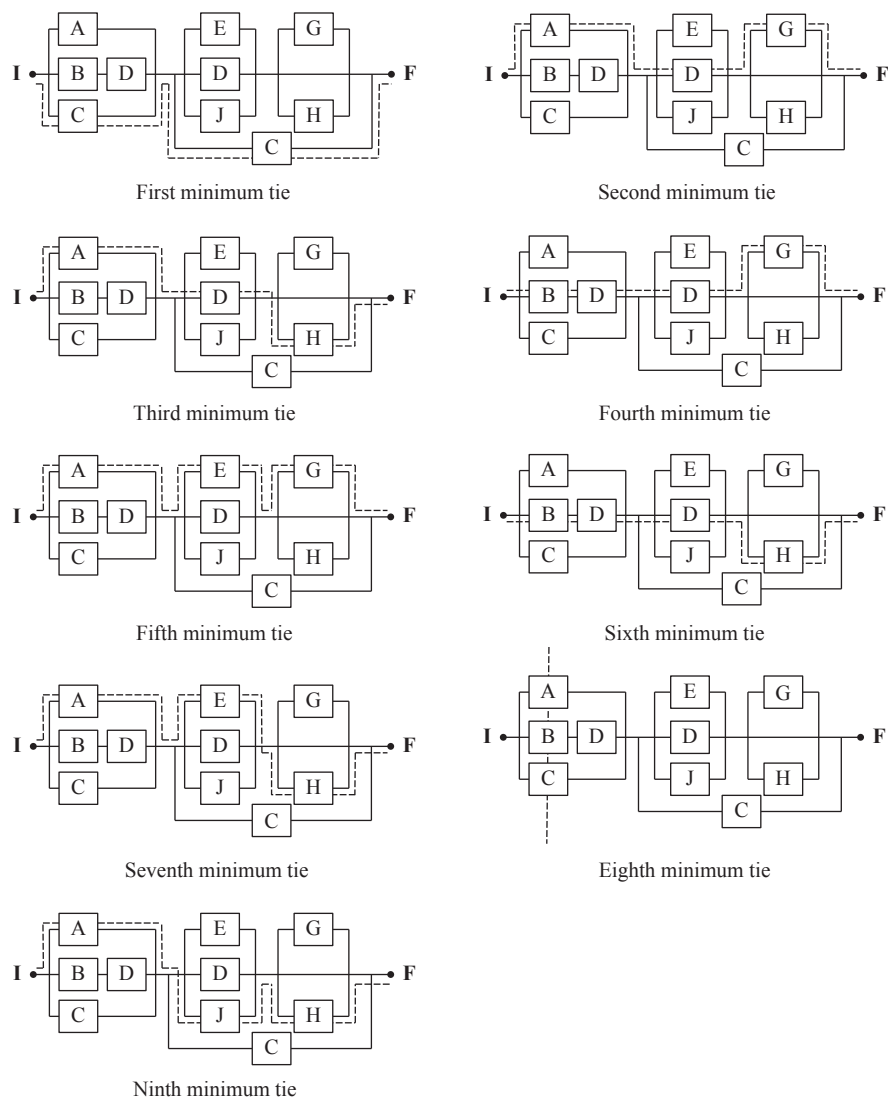 A E G
I B D D F
C J H
C
First minimum tie
A E G
I B D D F
C J H
C
Second minimum tie
A E G
I B D D F
C J H
C
Third minimum tie
A E G
I B D D F
C J H
C
Fourth minimum tie
A E G
I B D D F
C J H
C
Fifth minimum tie
A E G
I B D D F
C J H
C
Sixth minimum tie
A E G
I B D D F
C J H
C
Seventh minimum tie
A E G
I B D D F
C J H
C
Eighth minimum tie
A E G
I B D D F
C J H
C
Ninth minimum tie